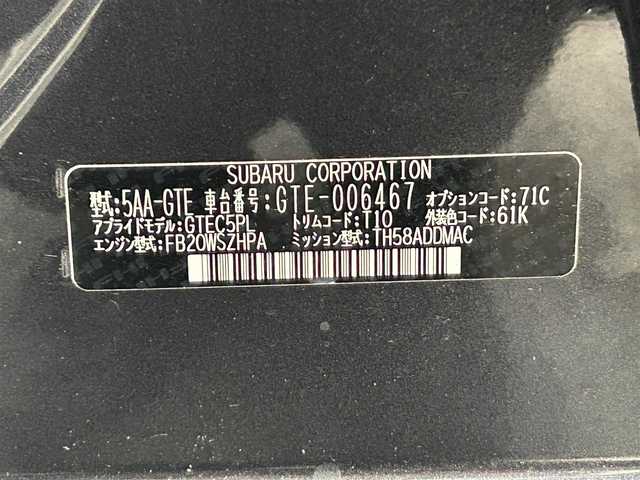 SUBARU CORPORATION
型式:5AA-GTE 車台番号:GTE-006467 オプションコード:71C
アプライドモデル:GTEC5PL トリムコード:T10 外装色コード:61K
エンジン型式:FB20WSZHPA ミッション型式:TH58ADDMAC